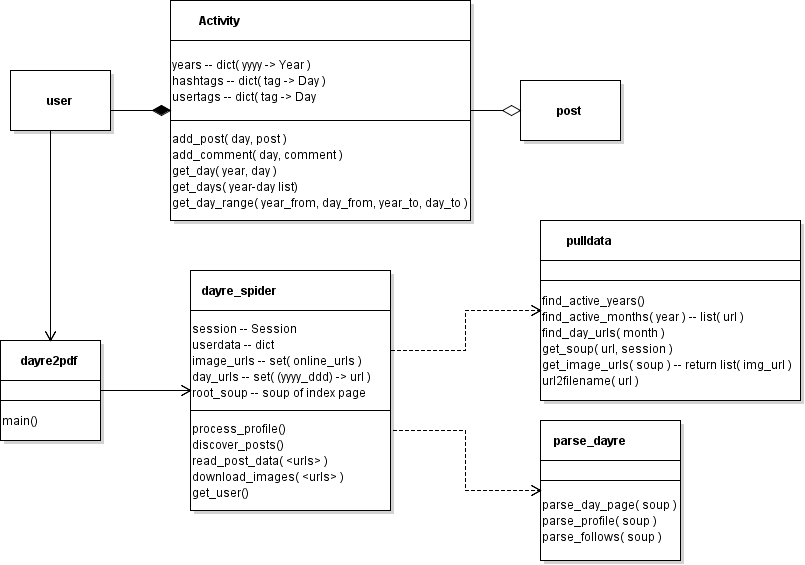 Activity
years -- dict( yyyy -> Year )
hashtags -- dict( tag -> Day )
usertags -- dict( tag -> Day
add_post( day, post )
add_comment( day, comment )
get_day( year, day )
get_days( year-day list)
get_day_range( year_from, day_from, year_to, day_to )
user
post
pulldata
find_active_years()
find_active_months( year ) -- list( url )
find_day_urls( month )
get_soup( url, session )
get_image_urls( soup ) -- return list( img_url )
url2filename( url )
dayre_spider
session -- Session
userdata -- dict
image_urls -- set( online_urls )
day_urls -- set( (yyyy_ddd) -> url )
root_soup -- soup of index page
process_profile()
discover_posts()
read_post_data( <urls> )
download_images( <urls> )
get_user()
dayre2pdf
main()
parse_dayre
parse_day_page( soup )
parse_profile( soup )
parse_follows( soup )